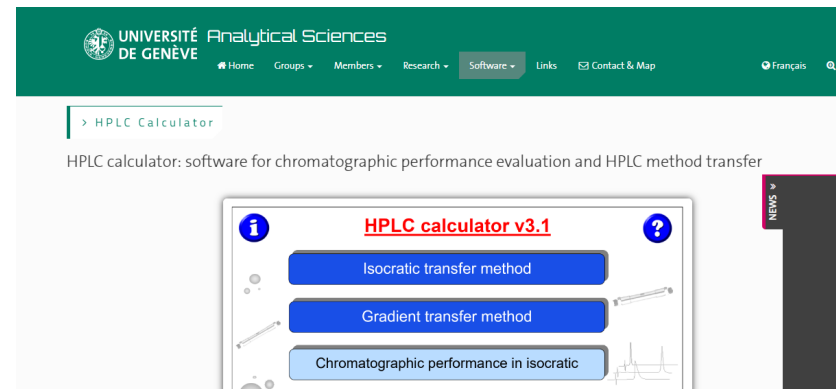 UNIVERSITÉ
DE GENÈVE
Analytical Sciences
Home Groups Members Research Software Links Contact & Map Français
> HPLC Calculator
HPLC calculator: software for chromatographic performance evaluation and HPLC method transfer
NEWS
HPLC calculator v3.1
Isocratic transfer method
Gradient transfer method
Chromatographic performance in isocratic